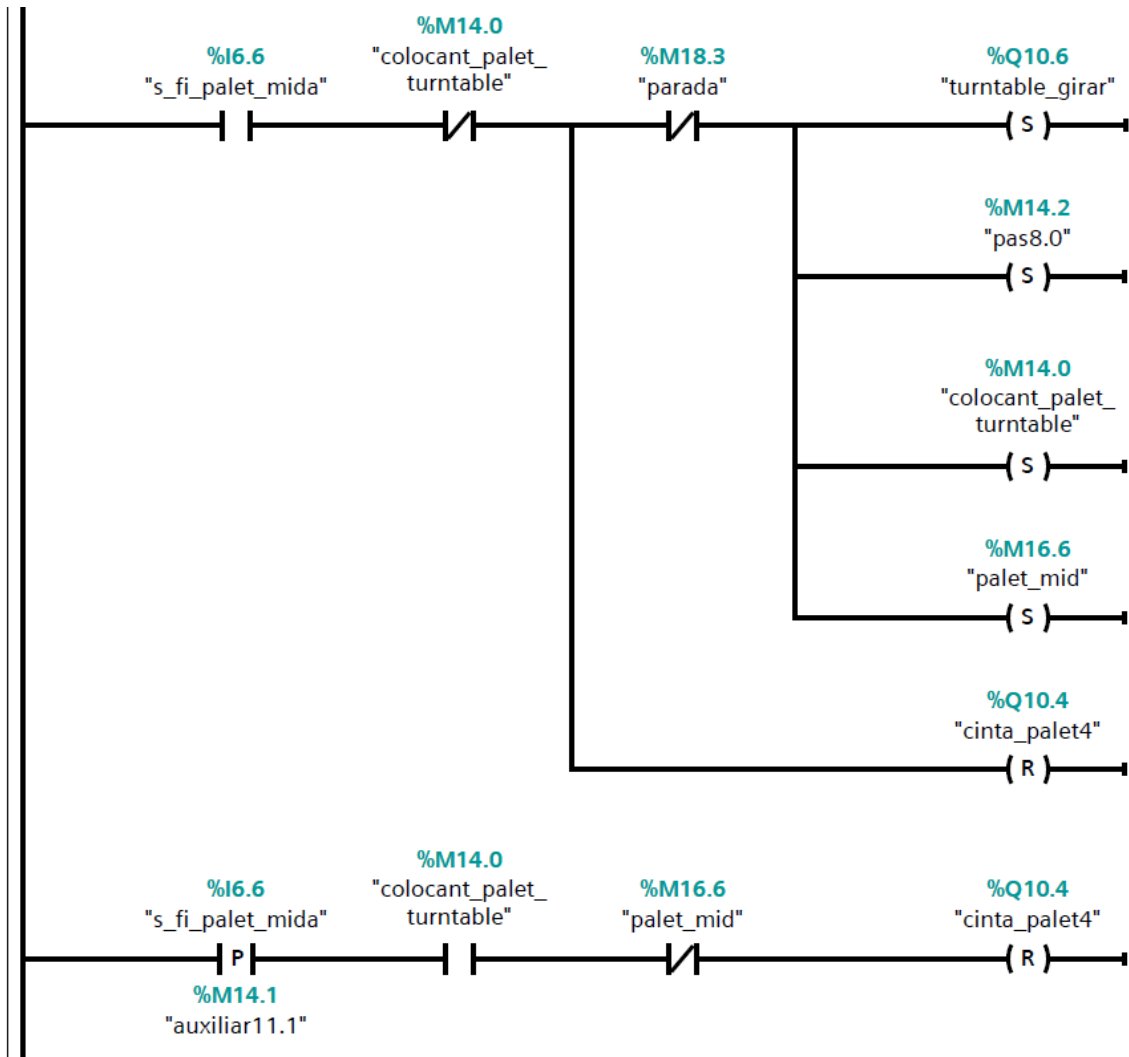 %M14.0
%I6.6
"colocant_palet_
%M18.3
%Q10.6
"s_fi_palet_mida"
turntable"
"parada"
"turntable_girar"
S
%M14.2
"pas8.0"
S
%M14.0
"colocant_palet_
turntable"
S
%M16.6
"palet_mid"
S
%Q10.4
"cinta_palet4"
R
%M14.0
%I6.6
"colocant_palet_
%M16.6
%Q10.4
"s_fi_palet_mida"
turntable"
"palet_mid"
"cinta_palet4"
P
R
%M14.1
"auxiliar11.1"